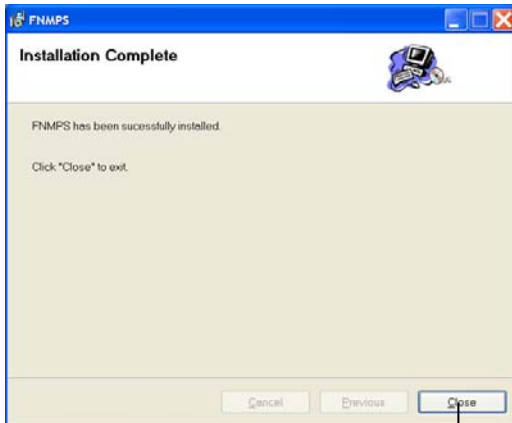 FNMPS
Installation Complete
FNMPS has been sucessfully installed.
Click "Close" to exit.
Cancel
Previous
Close